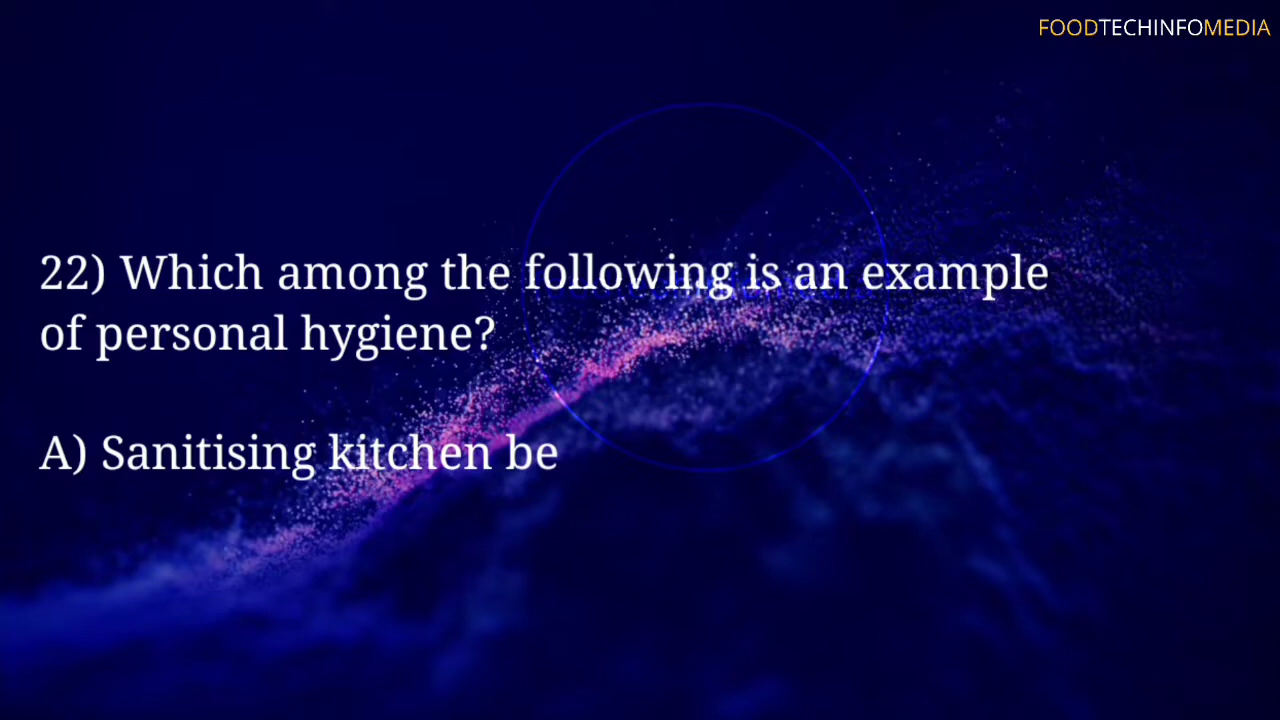 FOODTECHINFOMEDIA
22) Which among the following is an example
of personal hygiene?
A) Sanitising kitchen be